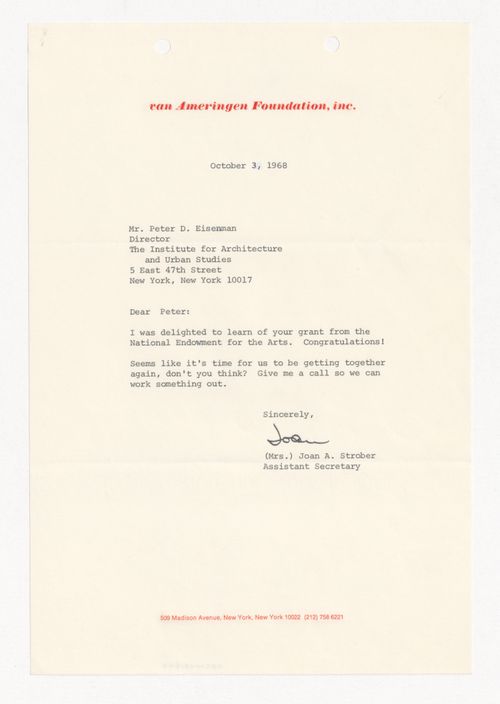 van Ameringen Foundation, inc.
October 3, 1968
Mr. Peter D. Eisenman
Director
The Institute for Architecture
and Urban Studies
5 East 47th Street
New York, New York 10017
Dear Peter:
I was delighted to learn of your grant from the
National Endowment for the Arts. Congratulations!
Seems like it's time for us to be getting together
again, don't you think? Give me a call so we can
work something out.
Sincerely,
Joan
(Mrs.) Joan A. Strober
Assistant Secretary
509 Madison Avenue, New York, New York 10022 (212) 758 6221